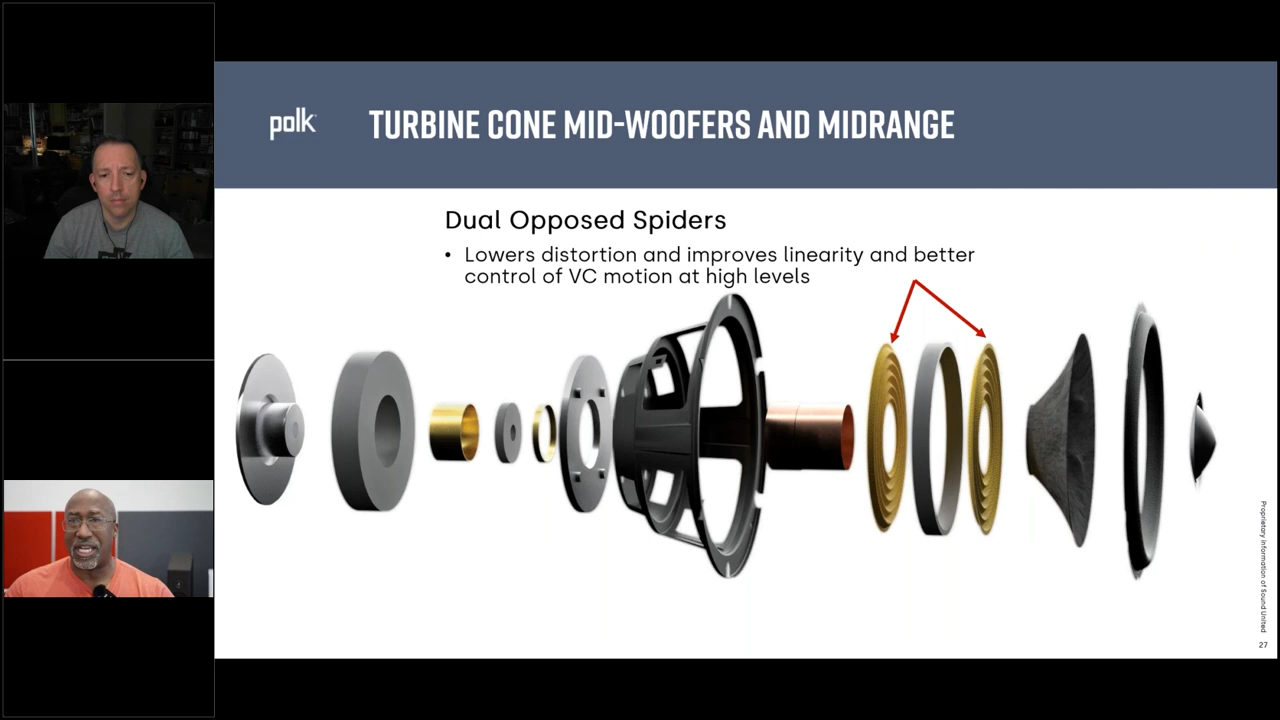 polk
TURBINE CONE MID-WOOFERS AND MIDRANGE
Dual Opposed Spiders
• Lowers distortion and improves linearity and better
control of VC motion at high levels
Proprietary information of Sound United
27